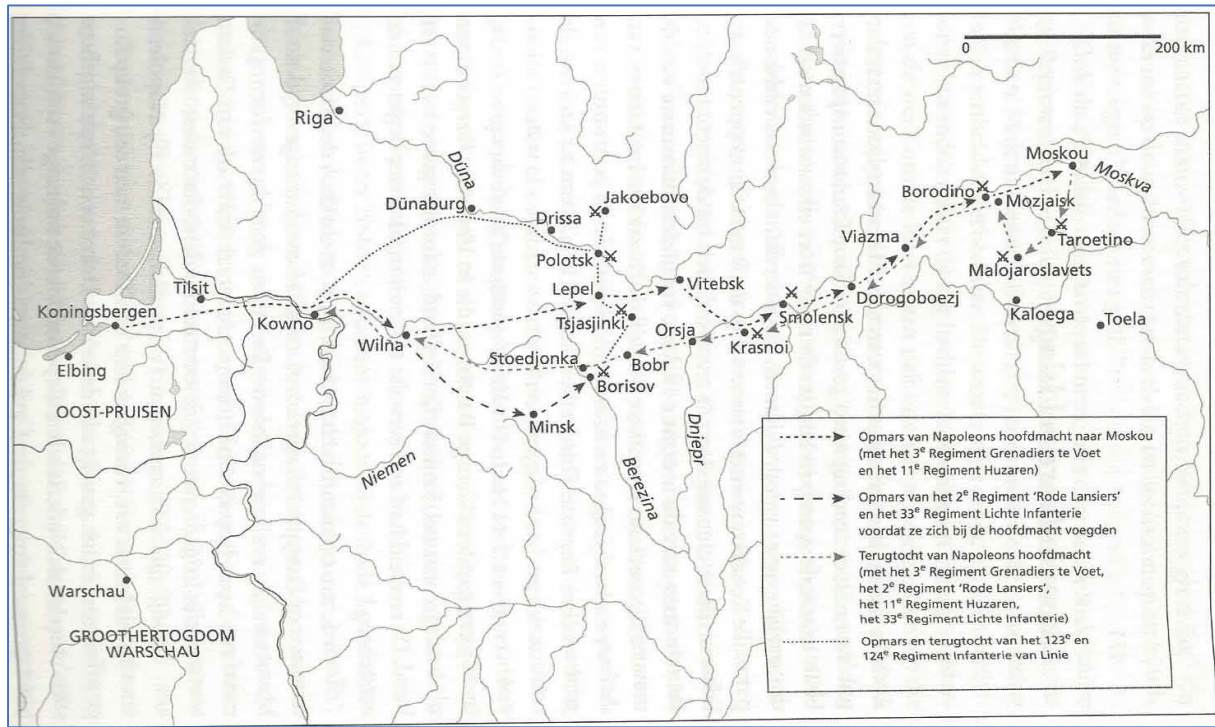 0
200 km
Riga
Moskou
Moskva
Düna
Borodino
Jakoebovo
Mozjaisk
Dünaburg
Drissa
Taroetino
Viazma
Polotsk
Malojaroslavets
Vitebsk
Tilsit
Lepel
Dorogoboezj
Koningsbergen
Kowno
Tsjasjinki
Smolensk
Kaloega
Toela
Wilna
Orsja
Krasnoi
Stoedjonka
Bobr
Elbing
Borisov
OOST-PRUISEN
Minsk
Dnjepr
Niemen
Berezina
Warschau
GROOTHERTOGDOM
WARSCHAU
Opmars van Napoleons hoofdmacht naar Moskou
(met het 3e Regiment Grenadiers te Voet
en het 11e Regiment Huzaren)
Opmars van het 2e Regiment 'Rode Lansiers'
en het 33e Regiment Lichte Infanterie
voordat ze zich bij de hoofdmacht voegden
Terugtocht van Napoleons hoofdmacht
(met het 3e Regiment Grenadiers te Voet,
het 2e Regiment 'Rode Lansiers',
het 11e Regiment Huzaren,
het 33e Regiment Lichte Infanterie)
Opmars en terugtocht van het 123e en
124e Regiment Infanterie van Linie